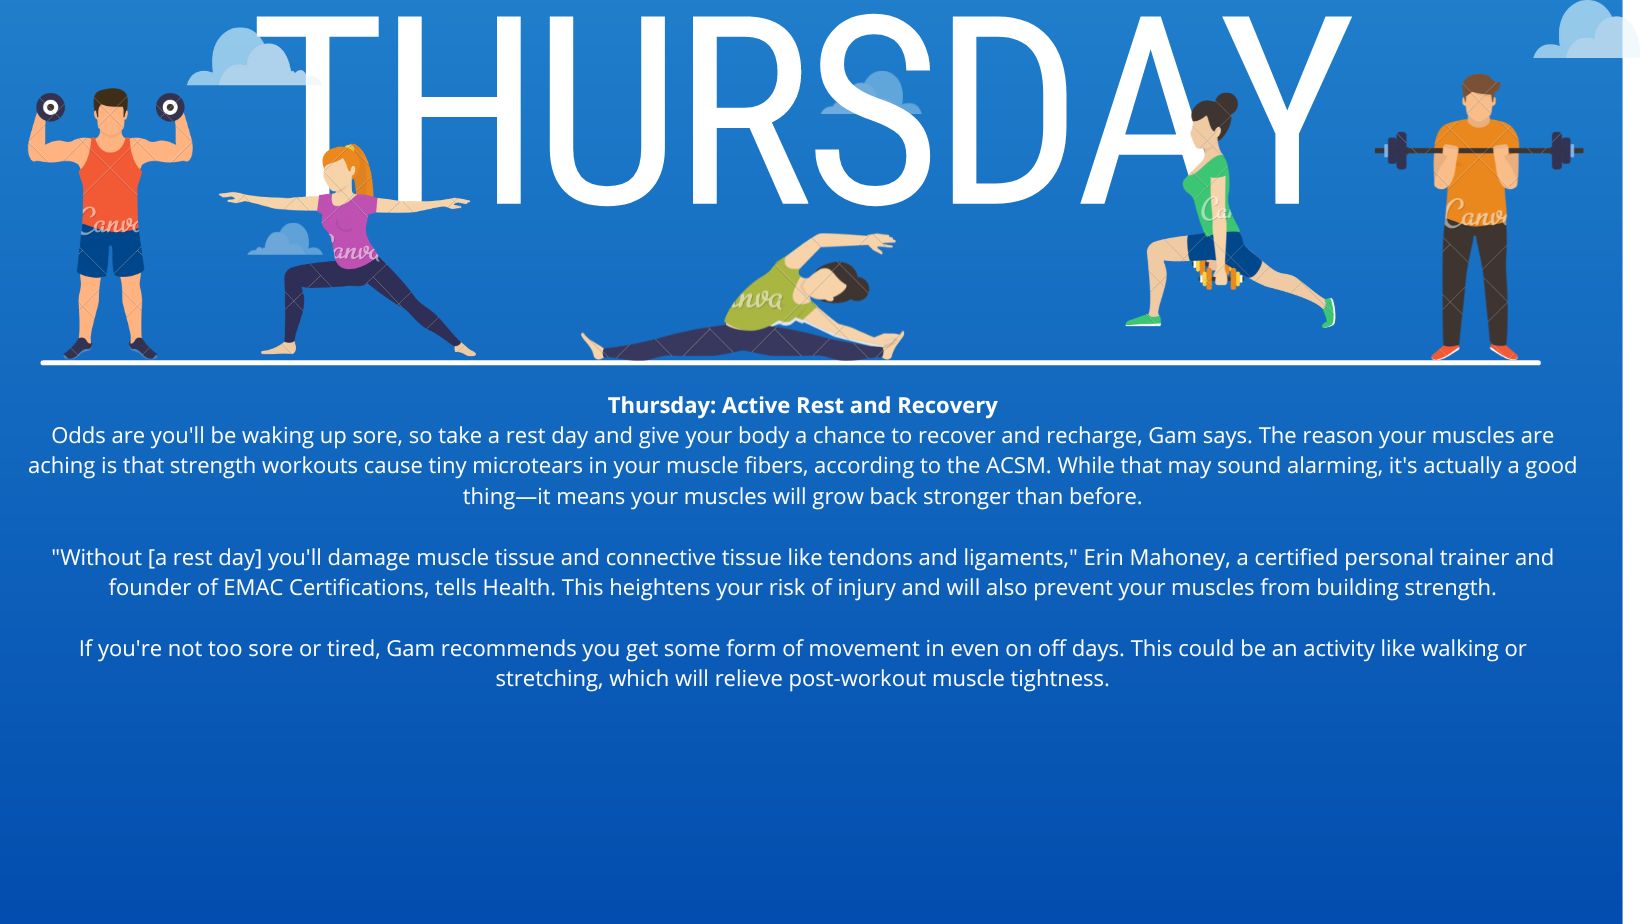 THURSDAY
Canva
Canva
anva
nva
Ca
Canva
Thursday: Active Rest and Recovery
Odds are you'll be waking up sore, so take a rest day and give your body a chance to recover and recharge, Gam says. The reason your muscles are
aching is that strength workouts cause tiny microtears in your muscle fibers, according to the ACSM. While that may sound alarming, it's actually a good
thing—it means your muscles will grow back stronger than before.
"Without [a rest day] you'll damage muscle tissue and connective tissue like tendons and ligaments," Erin Mahoney, a certified personal trainer and
founder of EMAC Certifications, tells Health. This heightens your risk of injury and will also prevent your muscles from building strength.
If you're not too sore or tired, Gam recommends you get some form of movement in even on off days. This could be an activity like walking or
stretching, which will relieve post-workout muscle tightness.